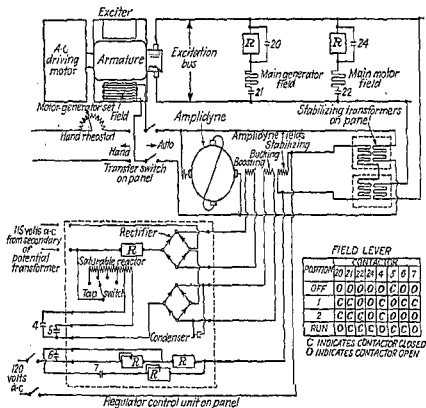 Exciter
A-C driving motor
Armature
Excitation bus
R
20
R
24
Main generator field
21
Main motor field
22
Motor-generator set
Field
Hand rheostat
Amplidyne
Hand
Auto
Transfer switch on panel
Amplidyne fields
Boosting
Bucking
Stabilizing
Stabilizing transformers on panel
115 volts a-c from secondary of potential transformer
Rectifier
R
Saturable reactor
Tap switch
Condenser
4
5
6
7
R
R
R
120 volts a-c
Regulator control unit on panel
FIELD LEVER
CONTACTOR
POSITION 20 21 22 24 4 5 6 7
OFF
1
2
RUN
C INDICATES CONTACTOR CLOSED
O INDICATES CONTACTOR OPEN